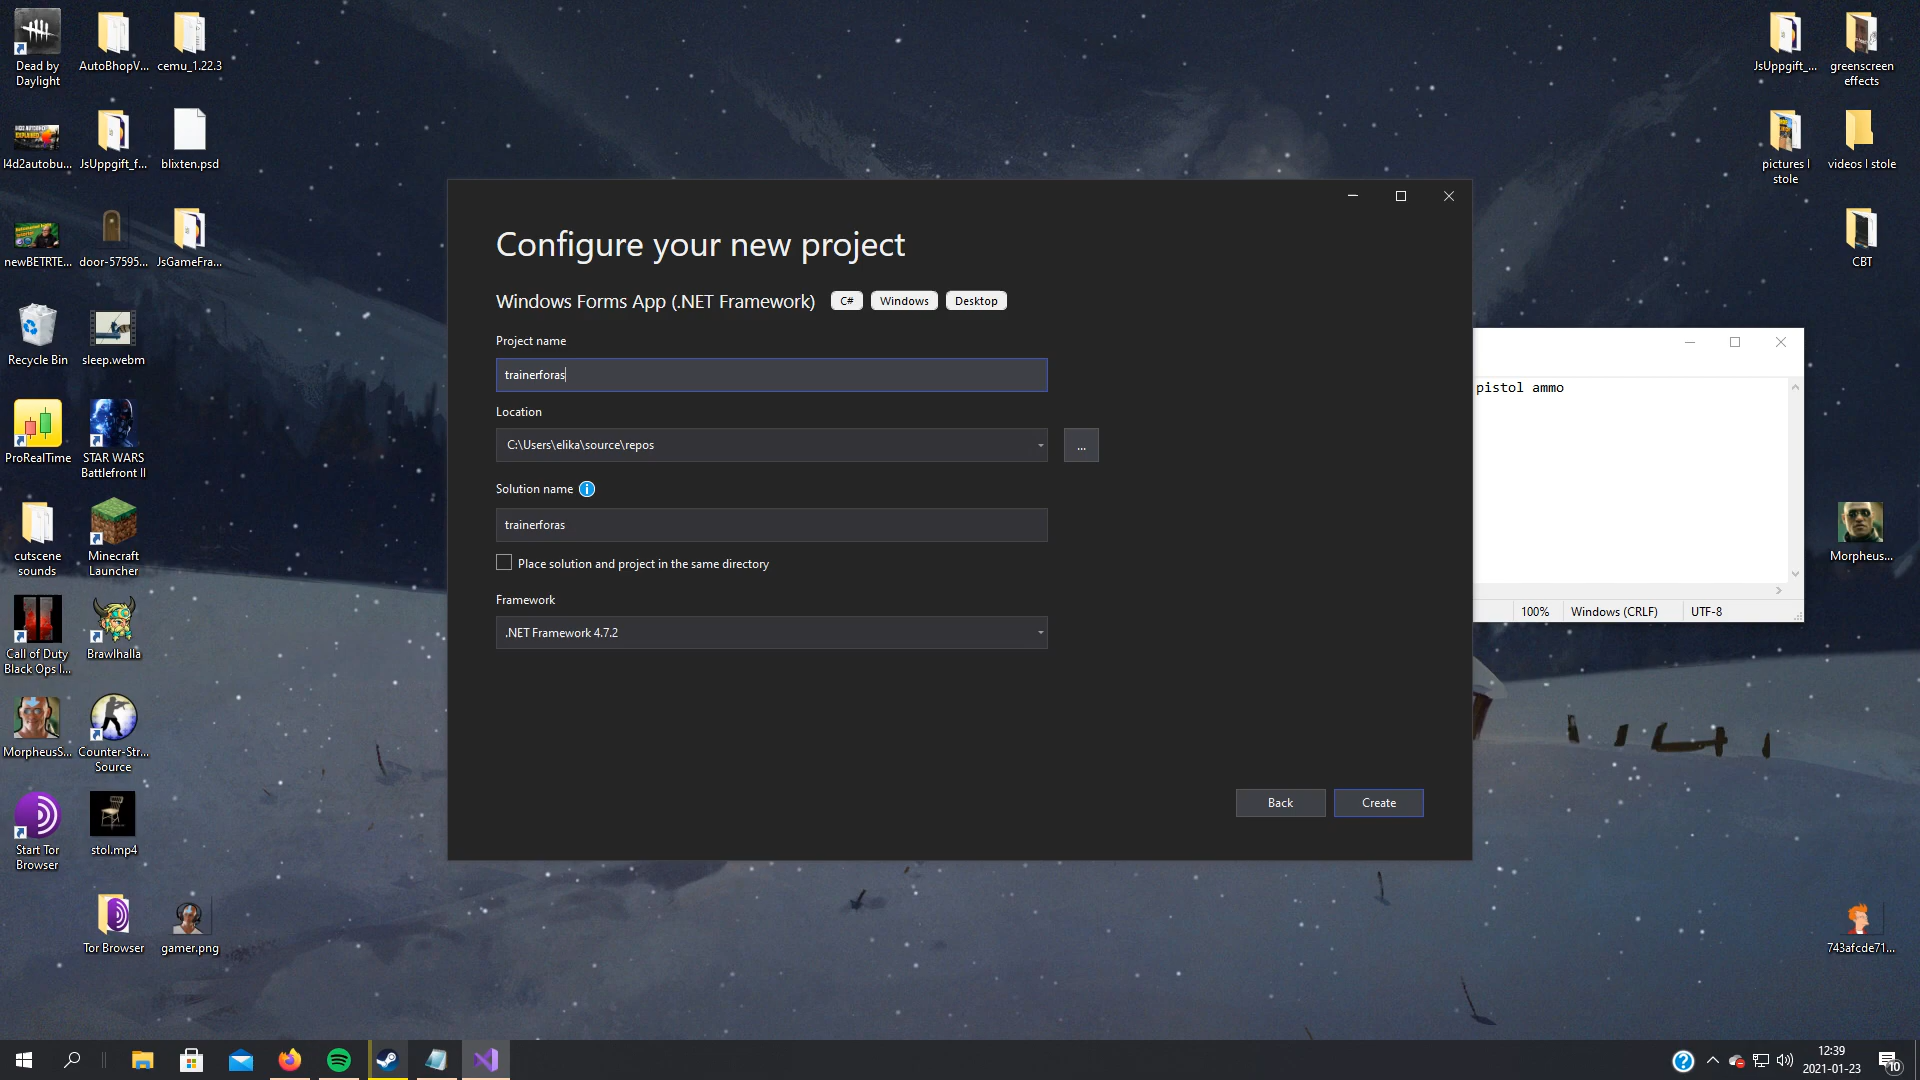 Dead by
Daylight
AutoBhopV...
cemu_1.22.3
l4d2autobu...
JsUppgift_f...
blixten.psd
newBETRTE...
door-57595...
JsGameFra...
Recycle Bin
sleep.webm
ProRealTime
STAR WARS
Battlefront II
cutscene
sounds
Minecraft
Launcher
Call of Duty
Black Ops I...
Brawlhalla
MorpheusS...
Counter-Str...
Source
Start Tor
Browser
stol.mp4
Tor Browser
gamer.png
Configure your new project
Windows Forms App (.NET Framework)
C#
Windows
Desktop
Project name
trainerforas
Location
C:\Users\elika\source\repos
...
Solution name
trainerforas
Place solution and project in the same directory
Framework
.NET Framework 4.7.2
Back
Create
pistol ammo
100%
Windows (CRLF)
UTF-8
JsUppgift_...
greenscreen
effects
pictures I
stole
videos I stole
CBT
Morpheus...
743afcde71...
12:39
2021-01-23
10